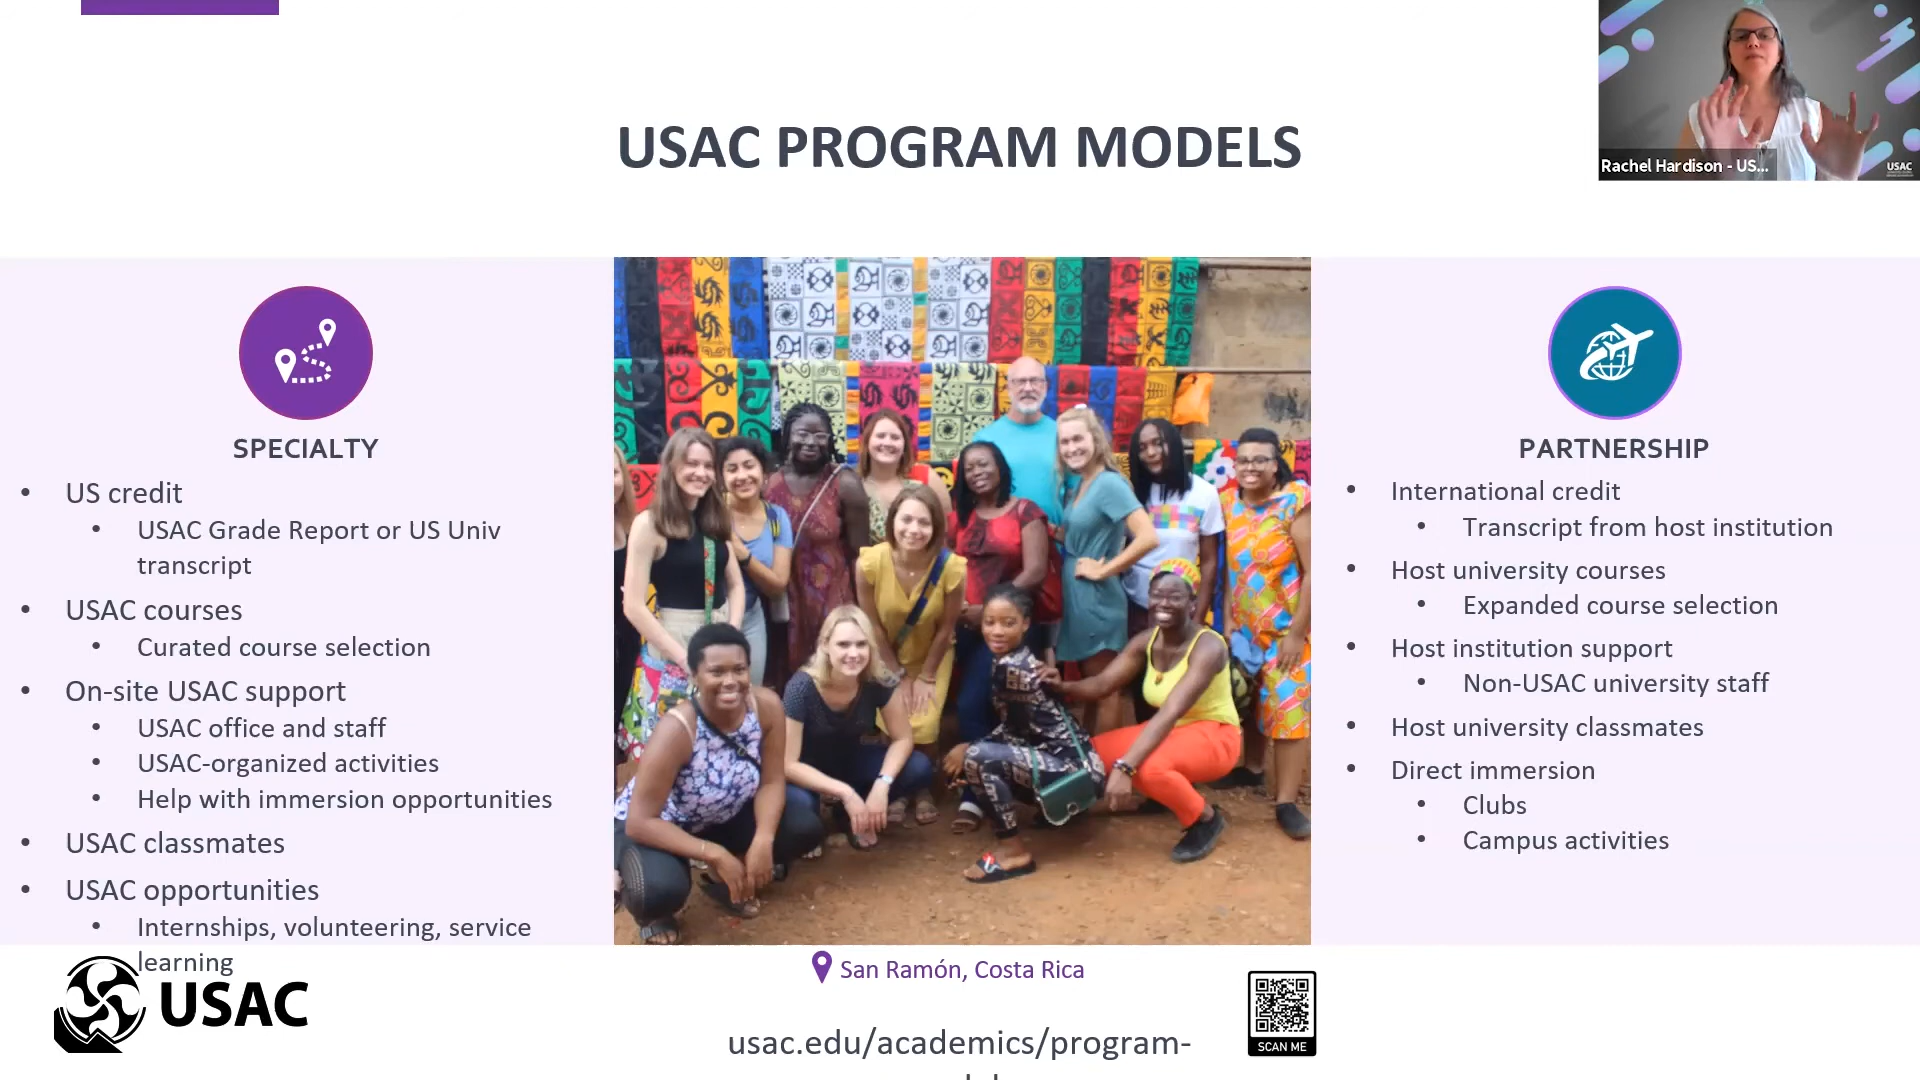 USAC PROGRAM MODELS
Rachel Hardison - US...
USAC
SPECIALTY
• US credit
• USAC Grade Report or US Univ
transcript
• USAC courses
• Curated course selection
• On-site USAC support
• USAC office and staff
• USAC-organized activities
• Help with immersion opportunities
• USAC classmates
• USAC opportunities
• Internships, volunteering, service
learning
PARTNERSHIP
• International credit
• Transcript from host institution
• Host university courses
• Expanded course selection
• Host institution support
• Non-USAC university staff
• Host university classmates
• Direct immersion
• Clubs
• Campus activities
San Ramón, Costa Rica
USAC
usac.edu/academics/program-
SCAN ME